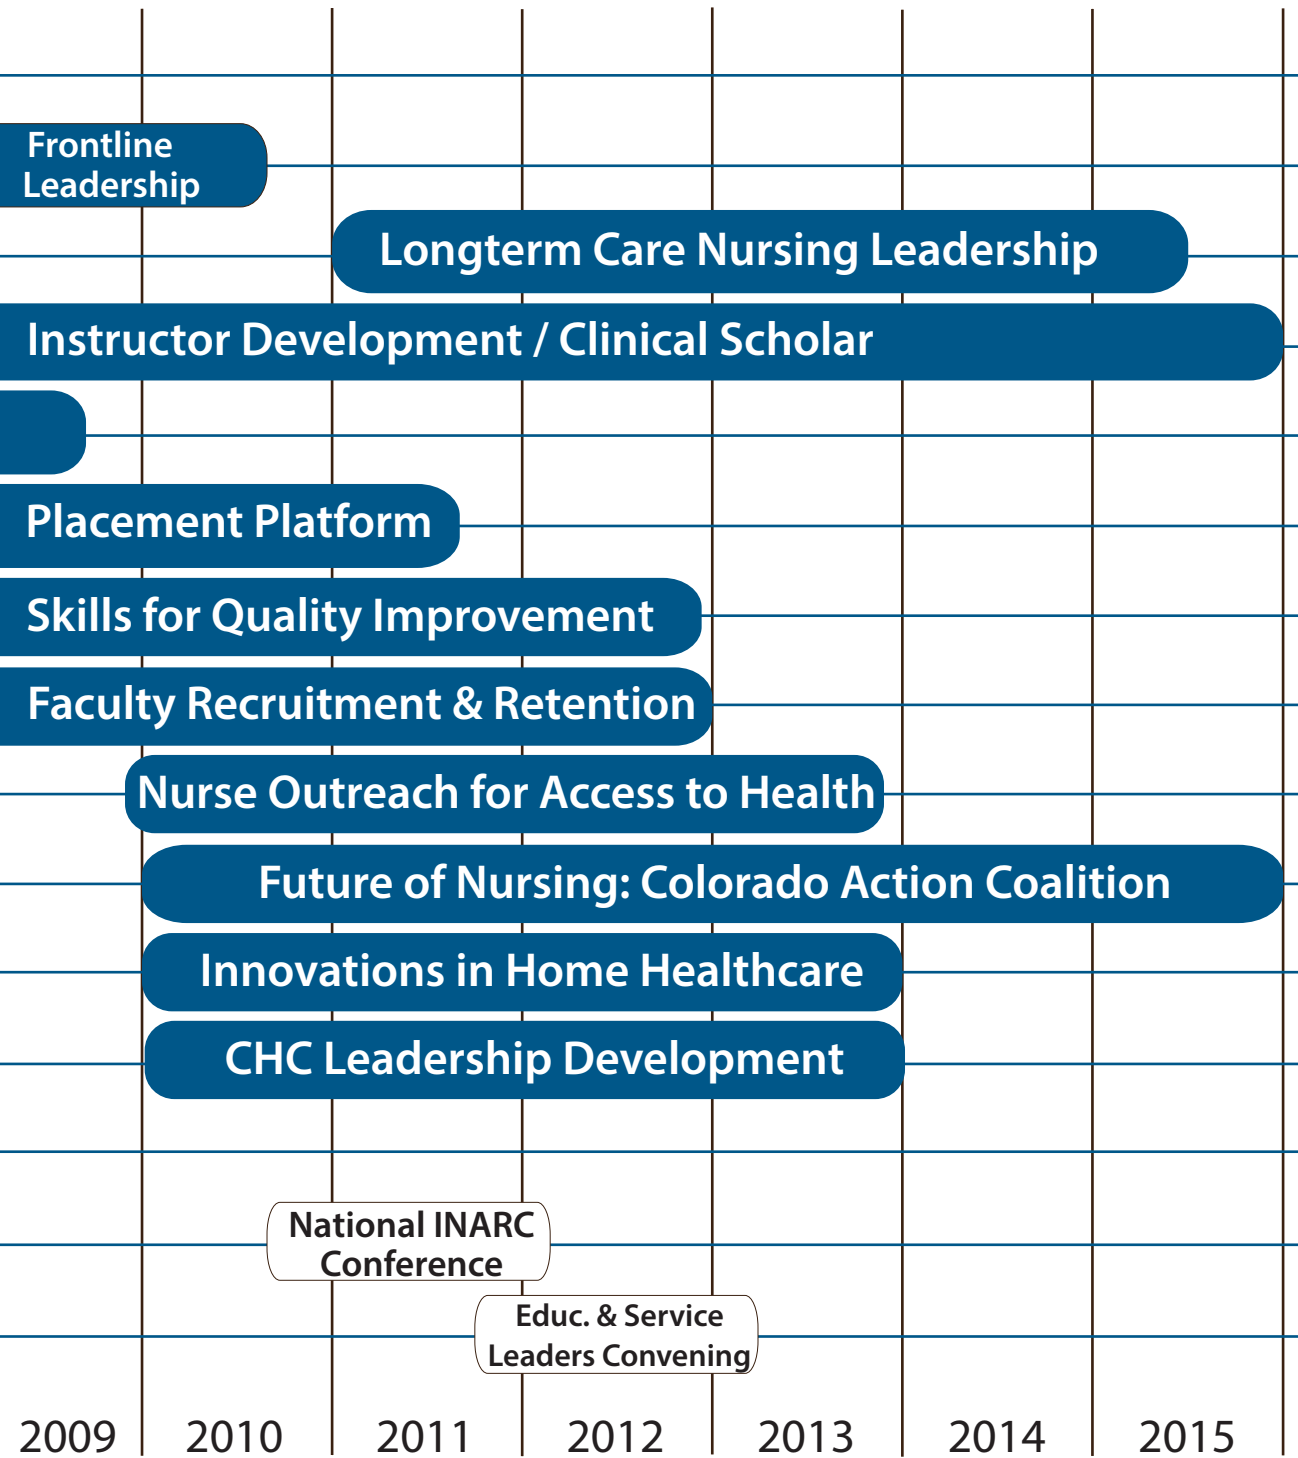 Frontline
Leadership
Longterm Care Nursing Leadership
Instructor Development / Clinical Scholar
Placement Platform
Skills for Quality Improvement
Faculty Recruitment & Retention
Nurse Outreach for Access to Health
Future of Nursing: Colorado Action Coalition
Innovations in Home Healthcare
CHC Leadership Development
National INARC
Conference
Educ. & Service
Leaders Convening
2009 2010 2011 2012 2013 2014 2015